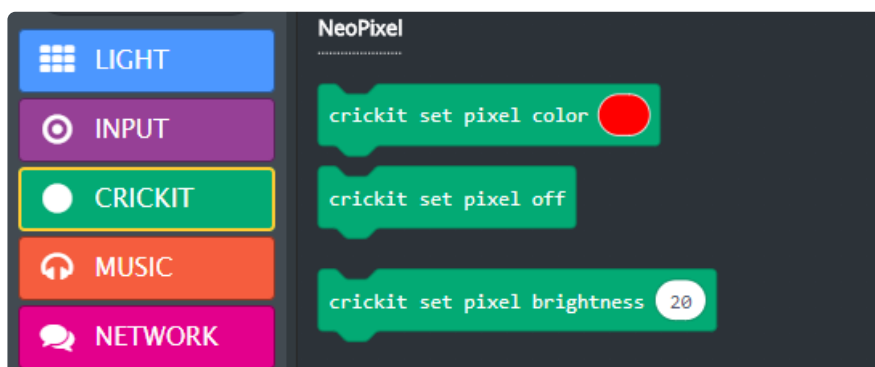 LIGHT
INPUT
CRICKIT
MUSIC
NETWORK
NeoPixel
crickit set pixel color
crickit set pixel off
crickit set pixel brightness 20